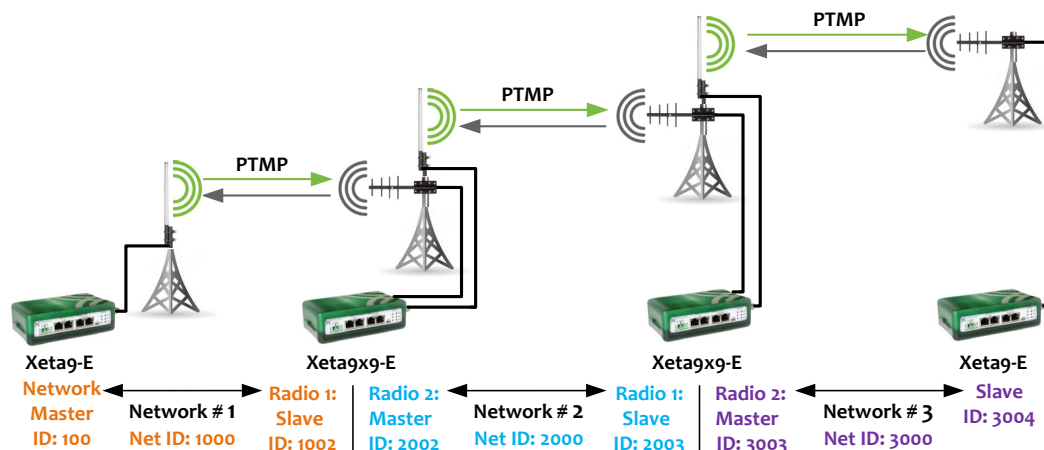 PTMP
PTMP
PTMP
Xeta9-E
Network
Master
ID: 100
Network # 1
Net ID: 1000
Xeta9x9-E
Radio 1:
Slave
ID: 1002
Radio 2:
Master
ID: 2002
Network # 2
Net ID: 2000
Xeta9x9-E
Radio 1:
Slave
ID: 2003
Radio 2:
Master
ID: 3003
Network # 3
Net ID: 3000
Xeta9-E
Slave
ID: 3004